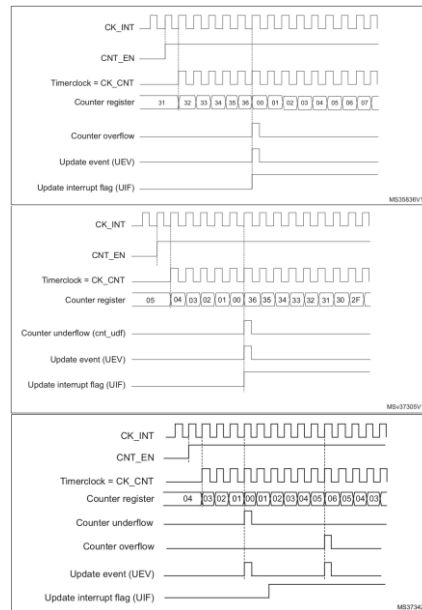 CK_INT
CNT_EN
Timerclock = CK_CNT
Counter register 31 32 33 34 35 36 00 01 02 03 04 05 06 07
Counter overflow
Update event (UEV)
Update interrupt flag (UIF)
MS35836V1
CK_INT
CNT_EN
Timerclock = CK_CNT
Counter register 05 04 03 02 01 00 36 35 34 33 32 31 30 2F
Counter underflow (cnt_udf)
Update event (UEV)
Update interrupt flag (UIF)
MSv37305V
CK_INT
CNT_EN
Timerclock = CK_CNT
Counter register 04 03 02 01 00 01 02 03 04 05 06 05 04 03
Counter underflow
Counter overflow
Update event (UEV)
Update interrupt flag (UIF)
MS3734